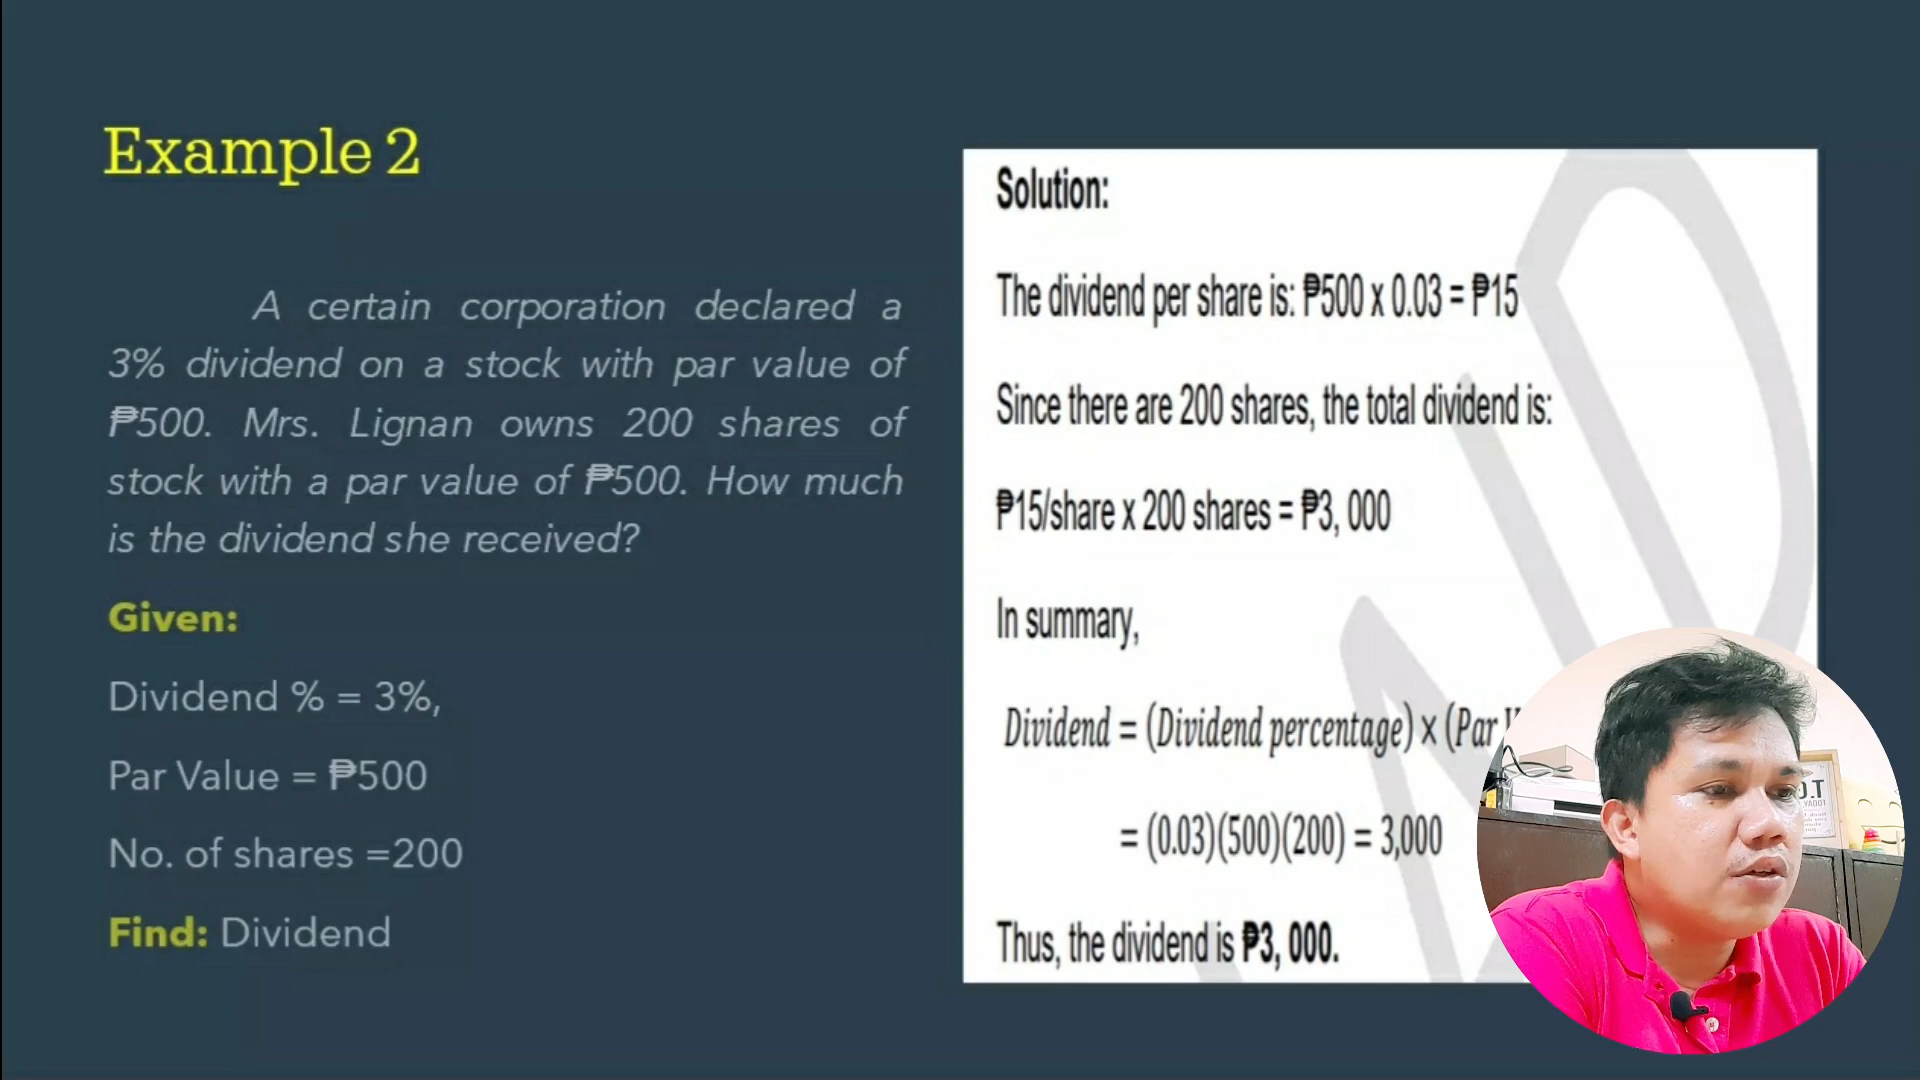 Example 2
A certain corporation declared a
3% dividend on a stock with par value of
₱500. Mrs. Lignan owns 200 shares of
stock with a par value of ₱500. How much
is the dividend she received?
Given:
Dividend % = 3%,
Par Value = ₱500
No. of shares =200
Find: Dividend
Solution:
The dividend per share is: ₱500 x 0.03 = ₱15
Since there are 200 shares, the total dividend is:
₱15/share x 200 shares = ₱3, 000
In summary,
Dividend = (Dividend percentage) × (Par
= (0.03)(500)(200) = 3,000
Thus, the dividend is ₱3, 000.